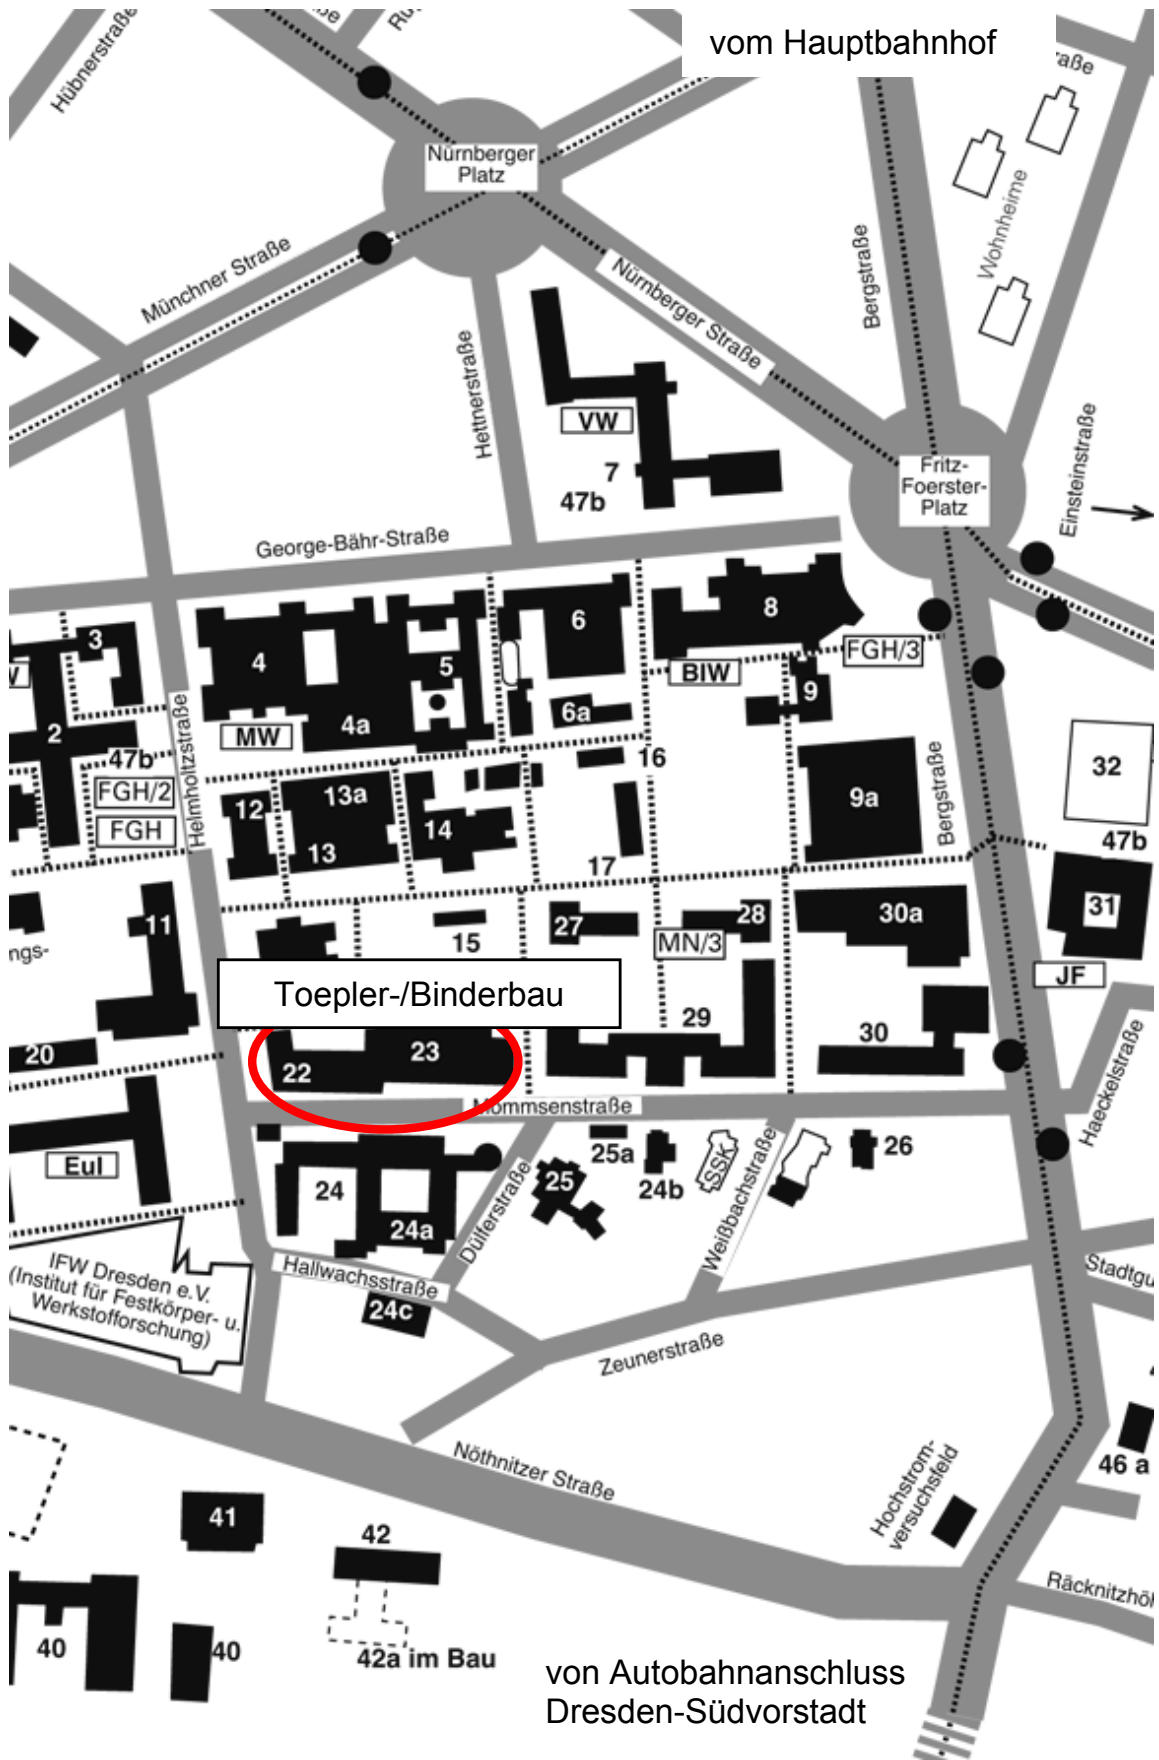 vom Hauptbahnhof
Hübnerstraße
raße
Nürnberger
Platz
Wohnheime
Münchner Straße
Nürnberger Straße
Bergstraße
Hettnerstraße
VW
7
47b
Fritz-
Foerster-
Platz
Einsteinstraße
George-Bähr-Straße
3
4
5
6
8
FGH/3
BIW
9
2
4a
6a
MW
47b
16
32
FGH/2
FGH
Helmholtzstraße
12
13a
13
14
9a
Bergstraße
47b
17
11
15
27
28
30a
31
MN/3
ngs-
JF
Toepler-/Binderbau
20
22
23
29
30
Mommsenstraße
Haeckelstraße
EuI
24
24a
25a
25
24b
SSK
26
Dülferstraße
Weißbachstraße
IFW Dresden e.V.
(Institut für Festkörper- u.
Werkstofforschung)
Hallwachsstraße
24c
Stadtgu
Zeunerstraße
Nöthnitzer Straße
Hochstrom-
versuchsfeld
46 a
41
42
Räcknitzhöh
40
40
42a im Bau
von Autobahnanschluss
Dresden-Südvorstadt